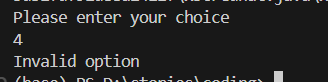 Please enter your choice
4
Invalid option
(base) PS D:\stories\coding>